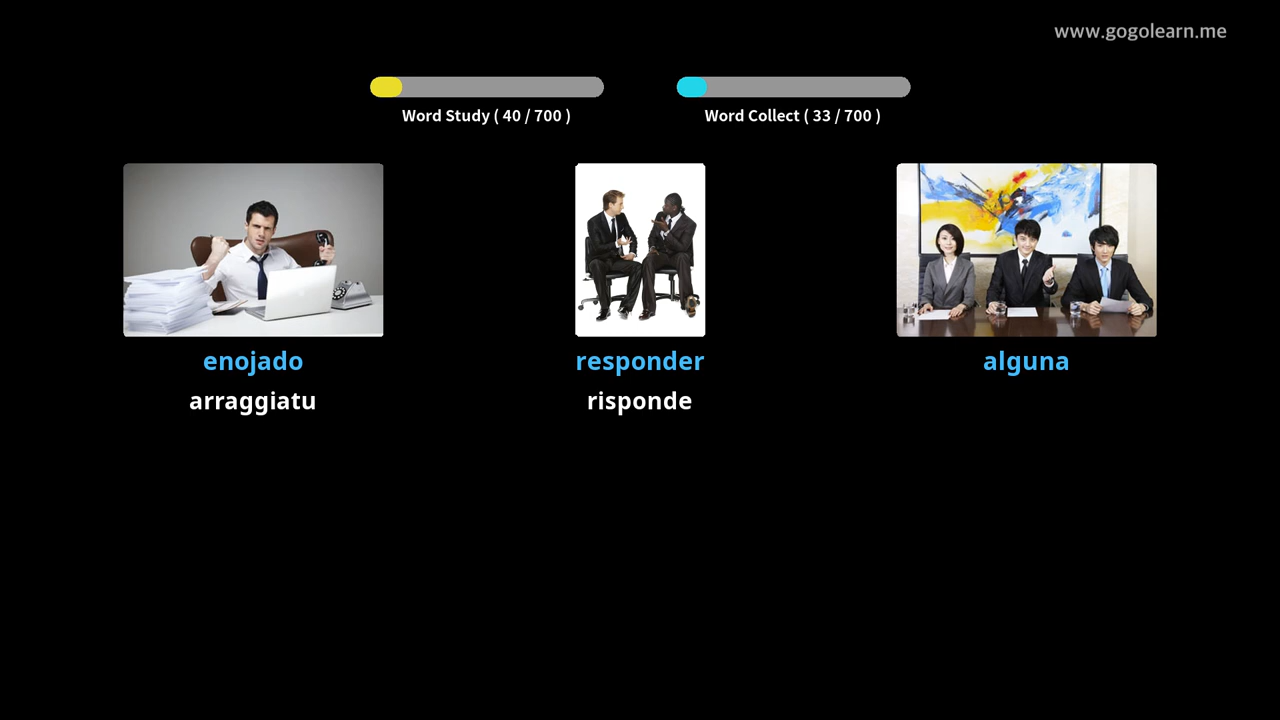 www.gogolearn.me
Word Study ( 40 / 700 )
Word Collect ( 33 / 700 )
enojado
responder
alguna
arraggiatu
risponde